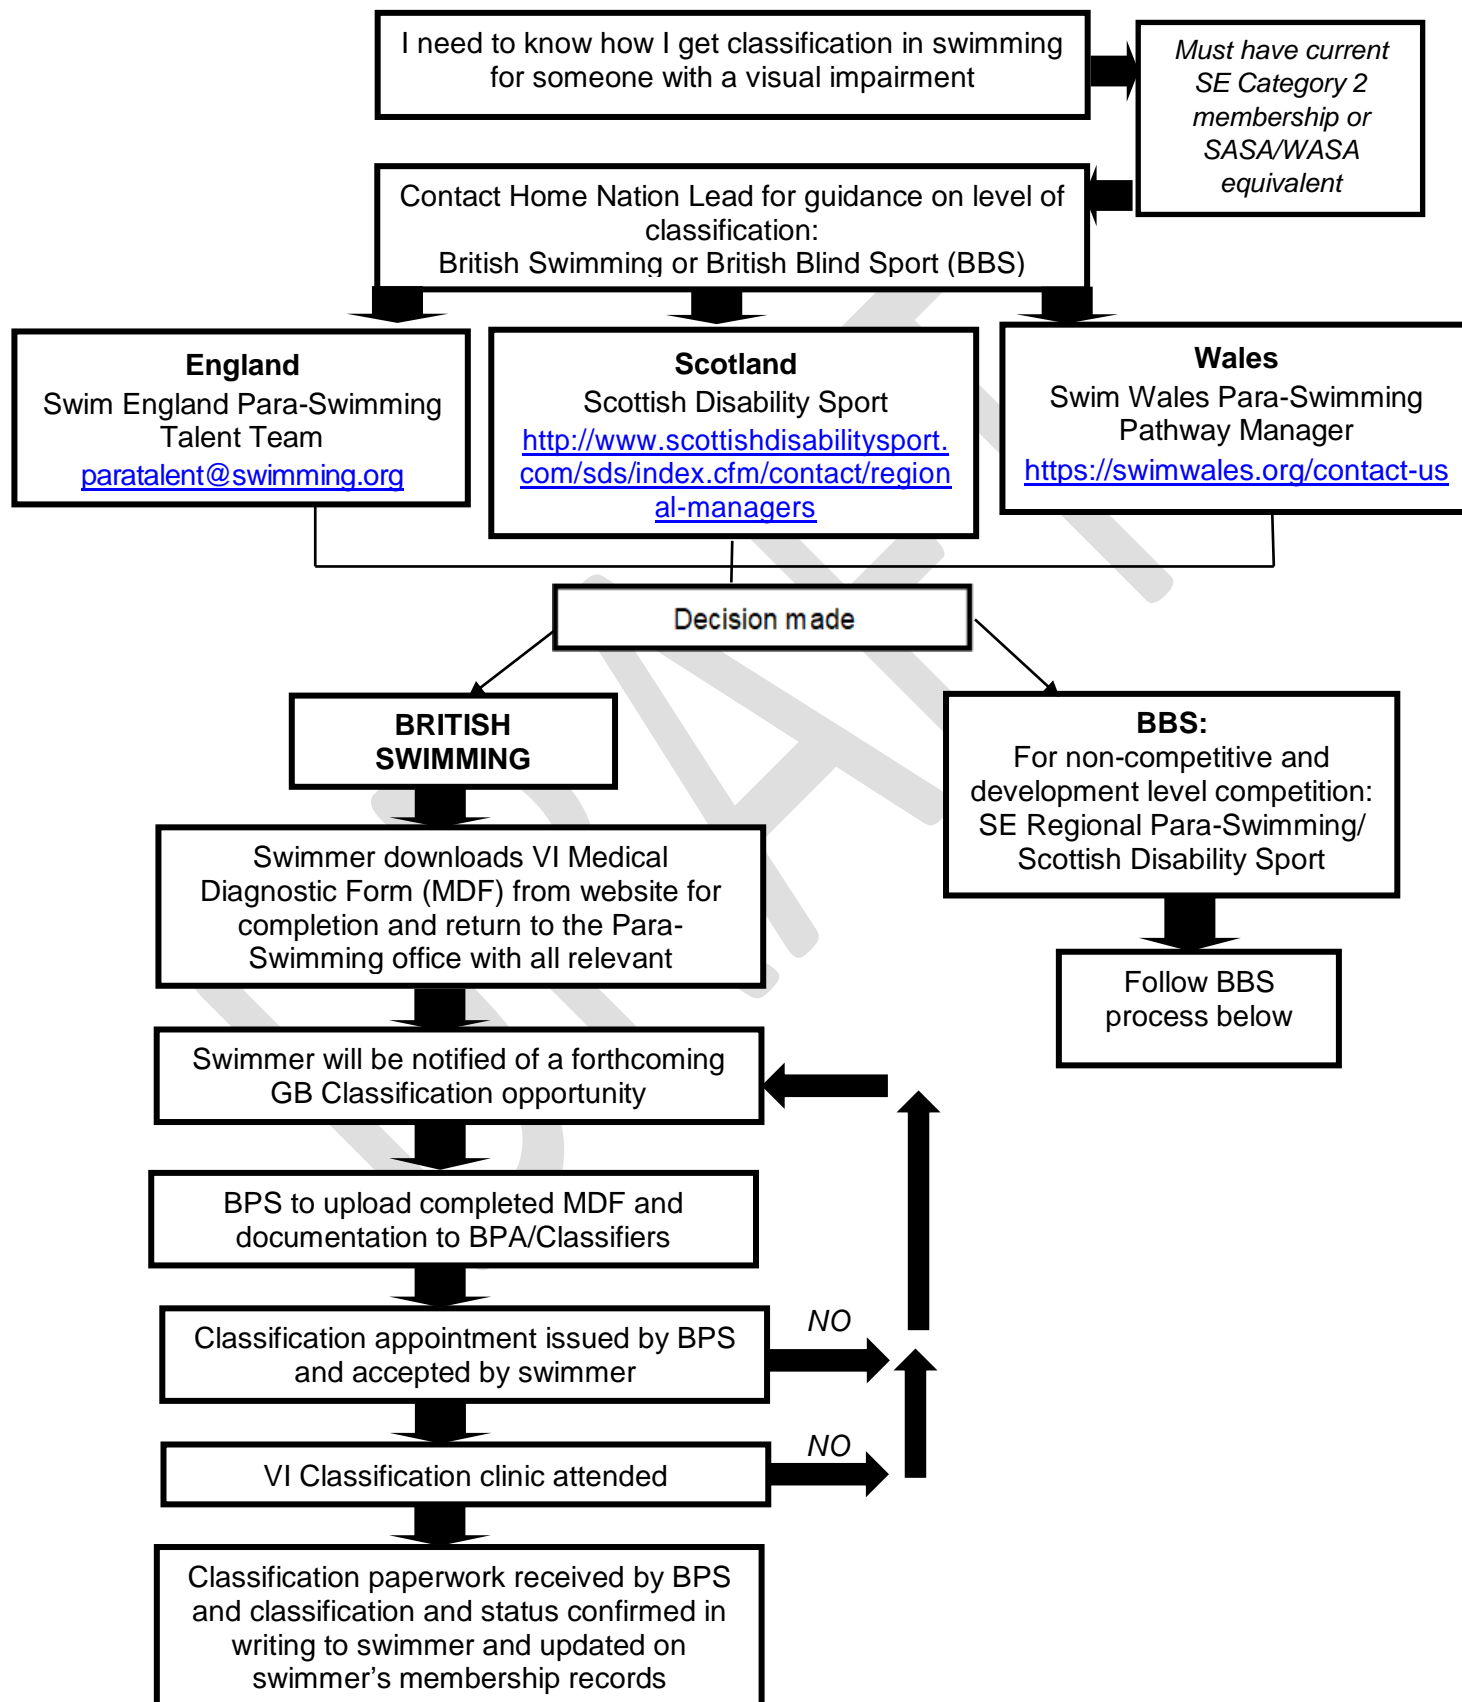 I need to know how I get classification in swimming
for someone with a visual impairment
Must have current
SE Category 2
membership or
SASA/WASA
equivalent
Contact Home Nation Lead for guidance on level of
classification:
British Swimming or British Blind Sport (BBS)
England
Swim England Para-Swimming
Talent Team
paratalent@swimming.org
Scotland
Scottish Disability Sport
http://www.scottishdisabilitysport.
com/sds/index.cfm/contact/region
al-managers
Wales
Swim Wales Para-Swimming
Pathway Manager
https://swimwales.org/contact-us
Decision made
BRITISH
SWIMMING
BBS:
For non-competitive and
development level competition:
SE Regional Para-Swimming/
Scottish Disability Sport
Swimmer downloads VI Medical
Diagnostic Form (MDF) from website for
completion and return to the Para-
Swimming office with all relevant
Follow BBS
process below
Swimmer will be notified of a forthcoming
GB Classification opportunity
BPS to upload completed MDF and
documentation to BPA/Classifiers
Classification appointment issued by BPS
and accepted by swimmer
NO
VI Classification clinic attended
NO
Classification paperwork received by BPS
and classification and status confirmed in
writing to swimmer and updated on
swimmer's membership records
DRAFT